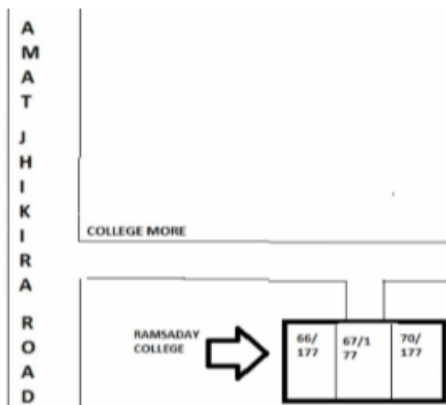 A
M
A
T
J
H
I
K
I
R
A
R
O
A
D
COLLEGE MORE
RAMSADAY
COLLEGE
66/
177
67/1
77
70/
177